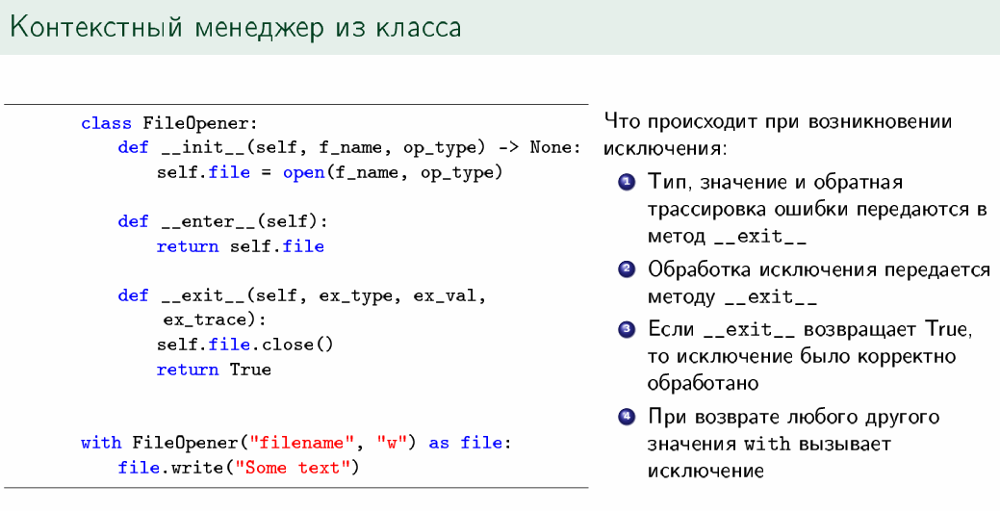 Контекстный менеджер из класса
class FileOpener:
def __init__(self, f_name, op_type) -> None:
self.file = open(f_name, op_type)
def __enter__(self):
return self.file
def __exit__(self, ex_type, ex_val,
ex_trace):
self.file.close()
return True
with FileOpener("filename", "w") as file:
file.write("Some text")
Что происходит при возникновении
исключения:
1 Тип, значение и обратная
трассировка ошибки передаются в
метод __exit__
2 Обработка исключения передается
методу __exit__
3 Если __exit__ возвращает True,
то исключение было корректно
обработано
4 При возврате любого другого
значения with вызывает
исключение